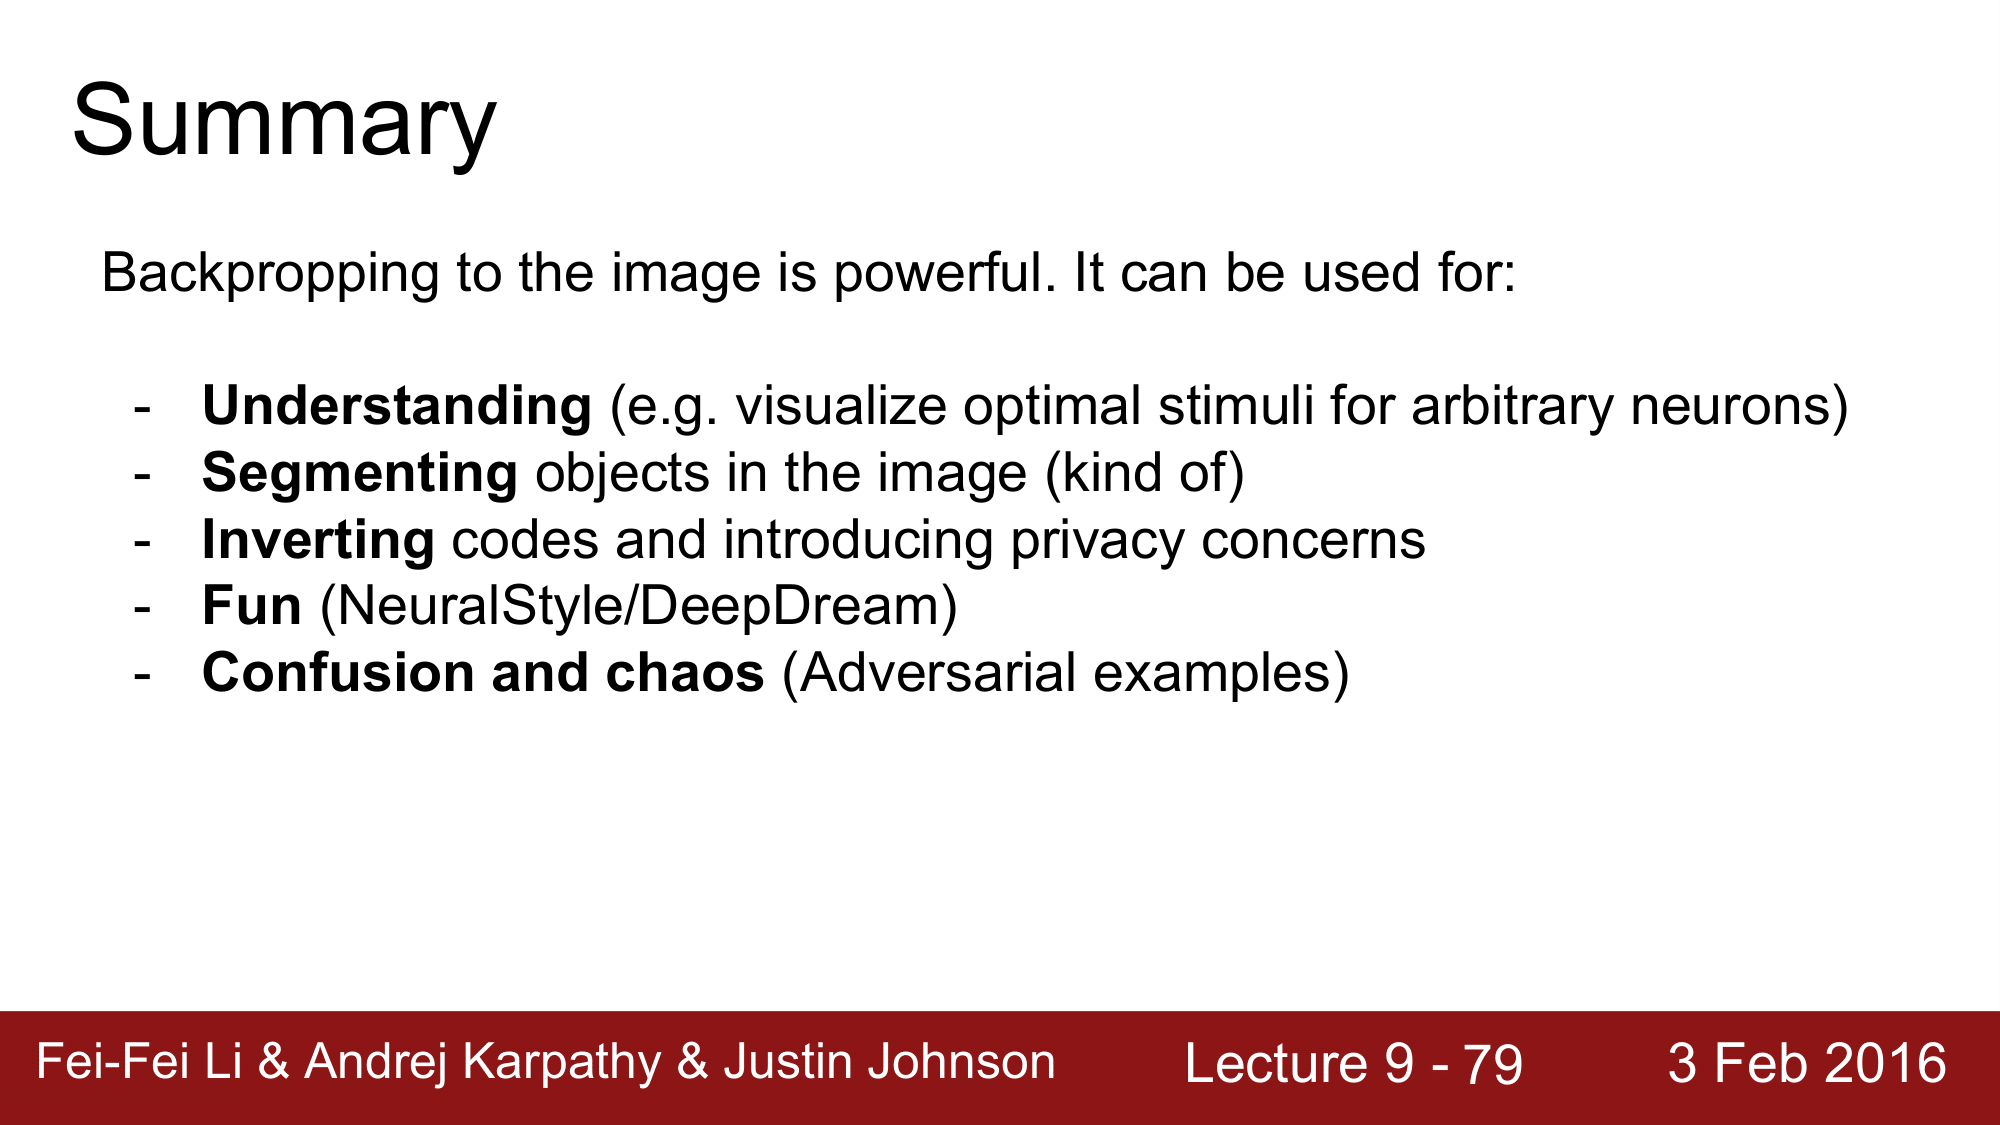 Summary
Backpropping to the image is powerful. It can be used for:
- Understanding (e.g. visualize optimal stimuli for arbitrary neurons)
- Segmenting objects in the image (kind of)
- Inverting codes and introducing privacy concerns
- Fun (NeuralStyle/DeepDream)
- Confusion and chaos (Adversarial examples)
Fei-Fei Li & Andrej Karpathy & Justin Johnson Lecture 9 - 79 3 Feb 2016